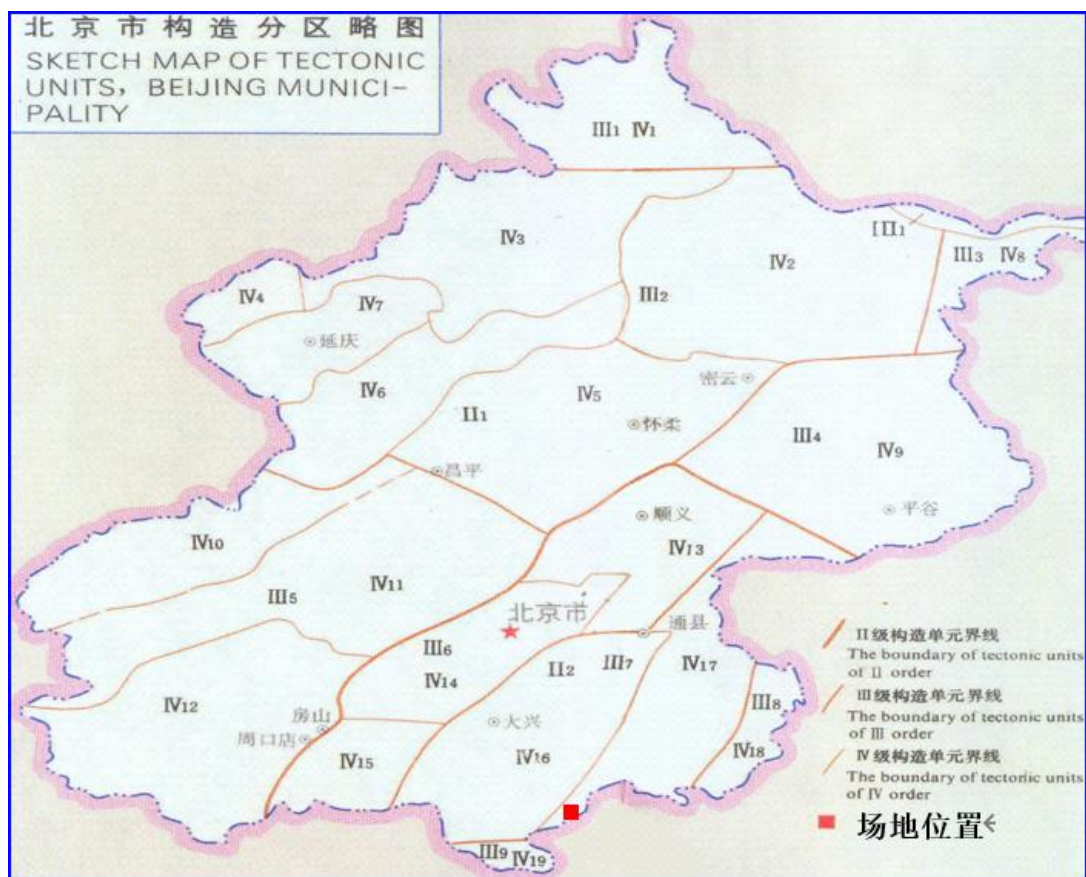 北京市构造分区略图
SKETCH MAP OF TECTONIC
UNITS, BEIJING MUNICI-
PALITY
III1 IV1
IV3
III1
IV2
III3 IV8
IV4
IV7
III2
延庆
密云
IV6
IV5
II1
怀柔
III4
IV9
昌平
平谷
顺义
IV10
IV13
IV11
III5
北京市
通县
III6
II2
III7
IV17
IV14
III8
IV12
房山
大兴
周口店
IV15
IV16
IV18
III9
IV19
II级构造单元界线
The boundary of tectonic units
of II order
III级构造单元界线
The boundary of tectonic units
of III order
IV级构造单元界线
The boundary of tectonic units
of IV order
场地位置